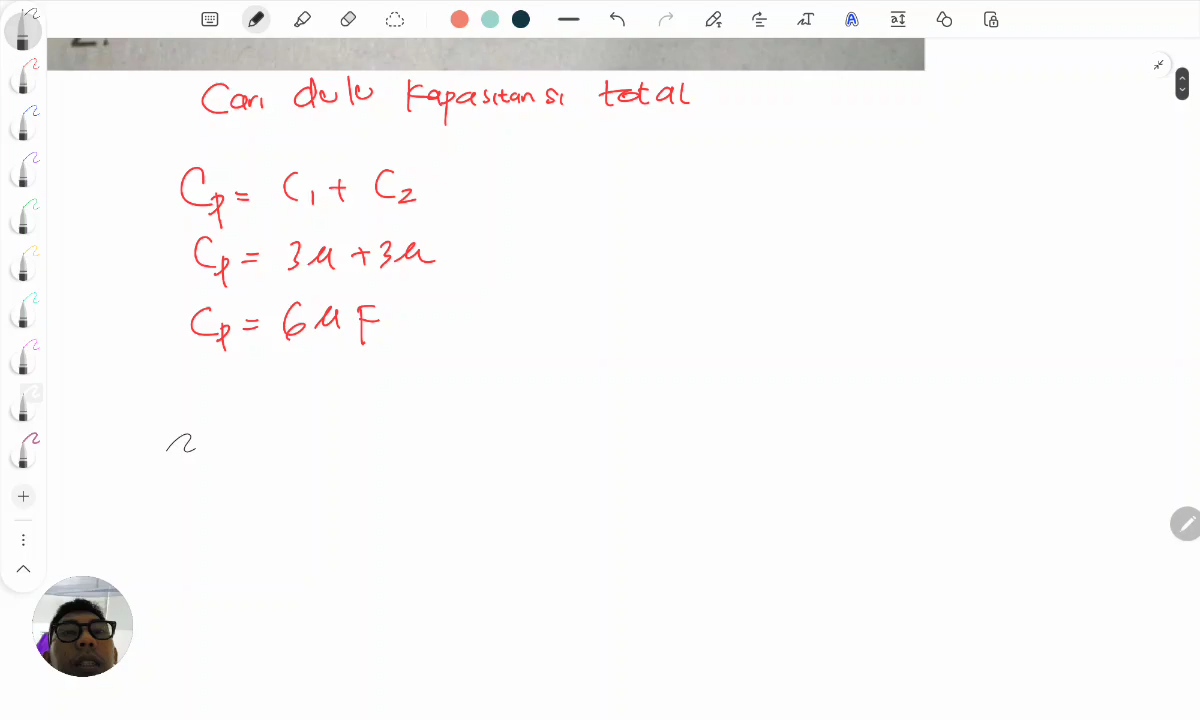 Cari dulu kapasitansi total
Cp = C1 + C2
Cp = 3μ + 3μ
Cp = 6μF